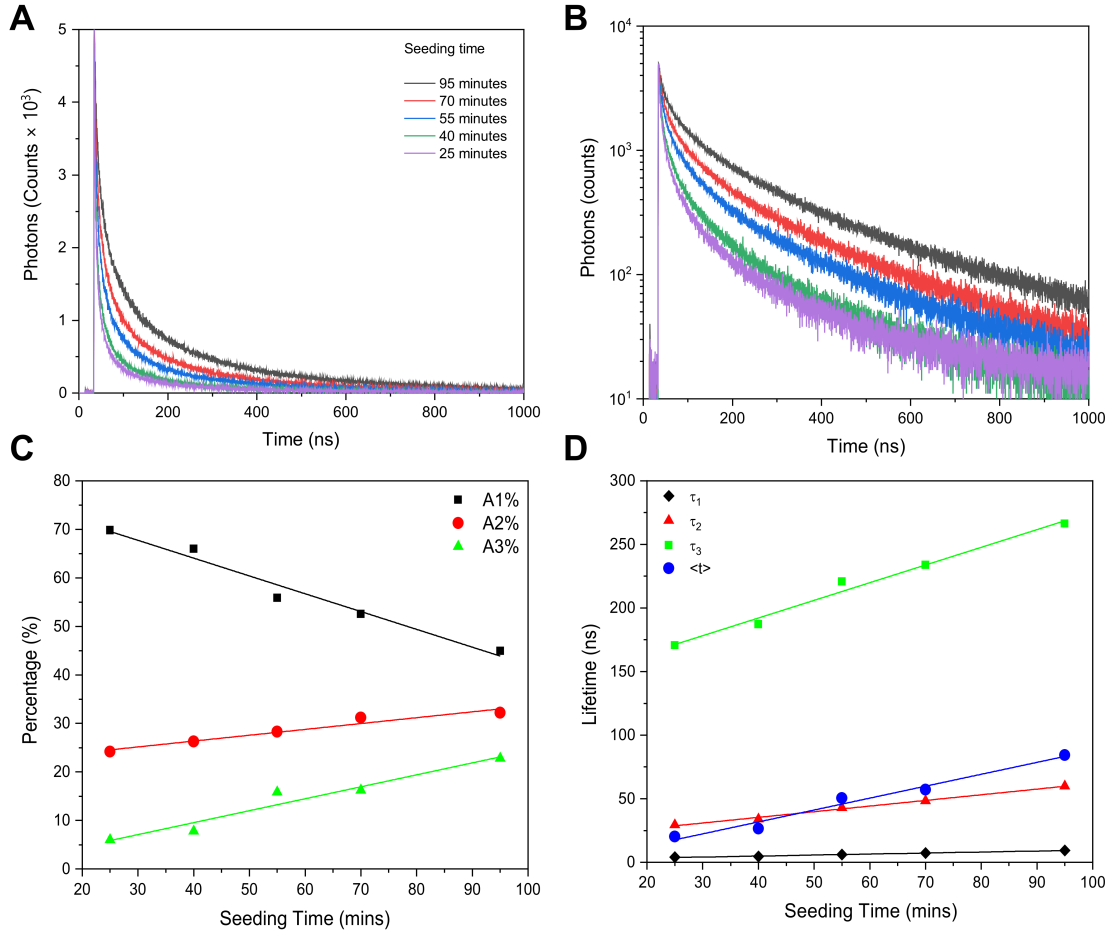 A
5
4
3
2
1
0
0
200
400
600
800
1000
Photons (Counts × 10³)
Time (ns)
Seeding time
95 minutes
70 minutes
55 minutes
40 minutes
25 minutes
B
10⁴
10³
10²
10¹
0
200
400
600
800
1000
Photons (counts)
Time (ns)
C
80
70
60
50
40
30
20
10
0
20
30
40
50
60
70
80
90
100
Percentage (%)
Seeding Time (mins)
A1%
A2%
A3%
D
300
250
200
150
100
50
0
20
30
40
50
60
70
80
90
100
Lifetime (ns)
Seeding Time (mins)
τ₁
τ₂
τ₃
<t>